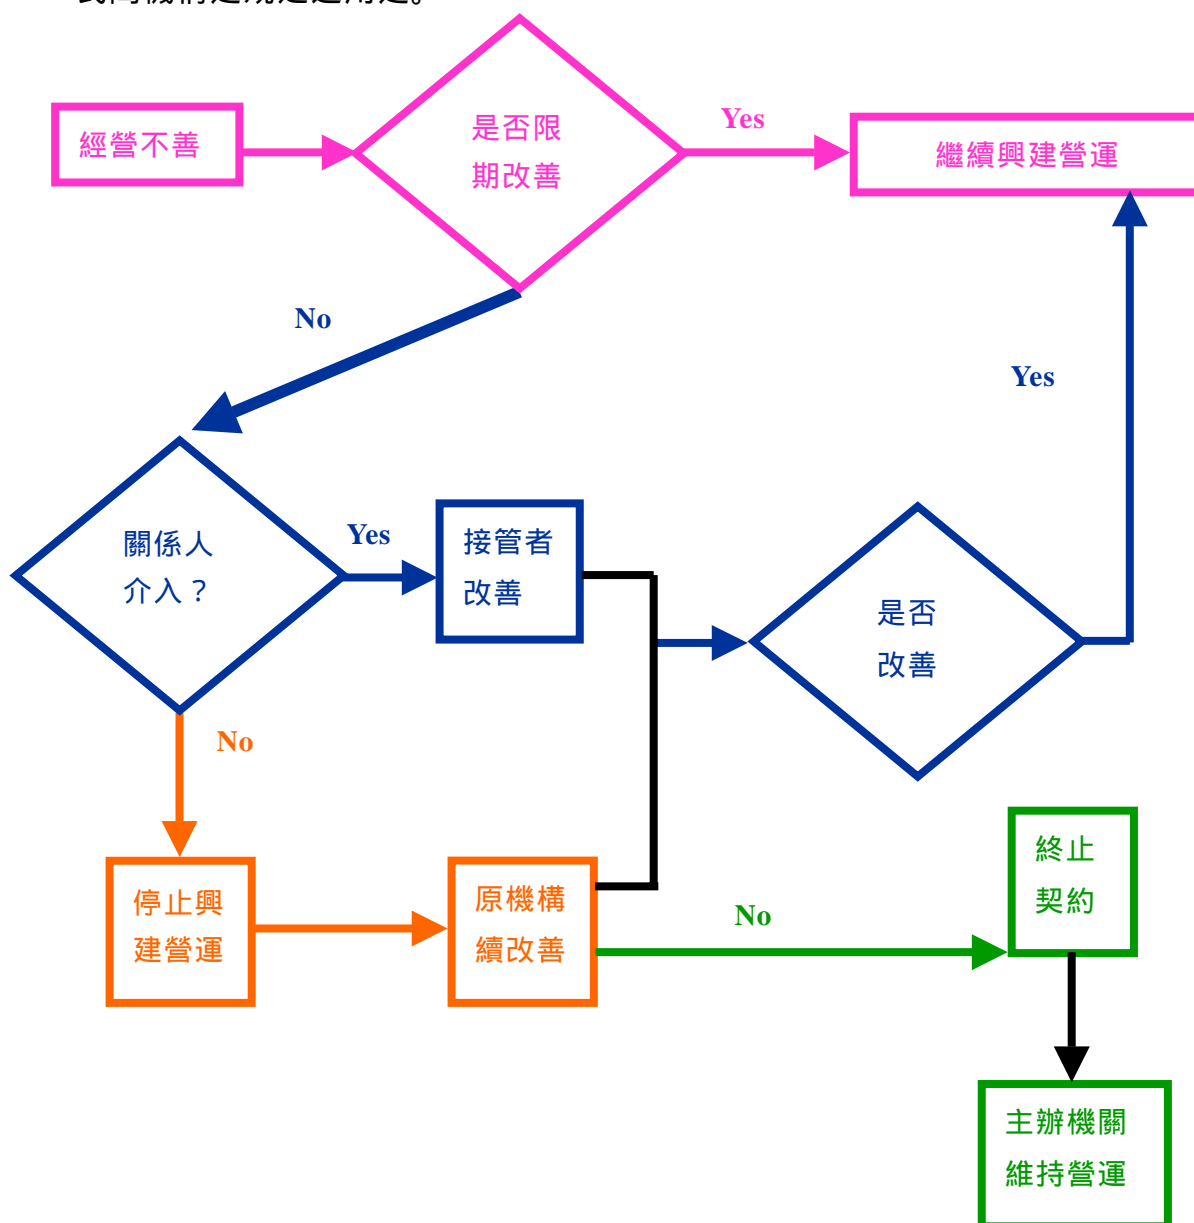 經營不善
是否限
期改善
Yes
繼續興建營運
No
Yes
關係人
介入？
Yes
接管者
改善
是否
改善
No
停止興
建營運
原機構
續改善
No
終止
契約
主辦機關
維持營運